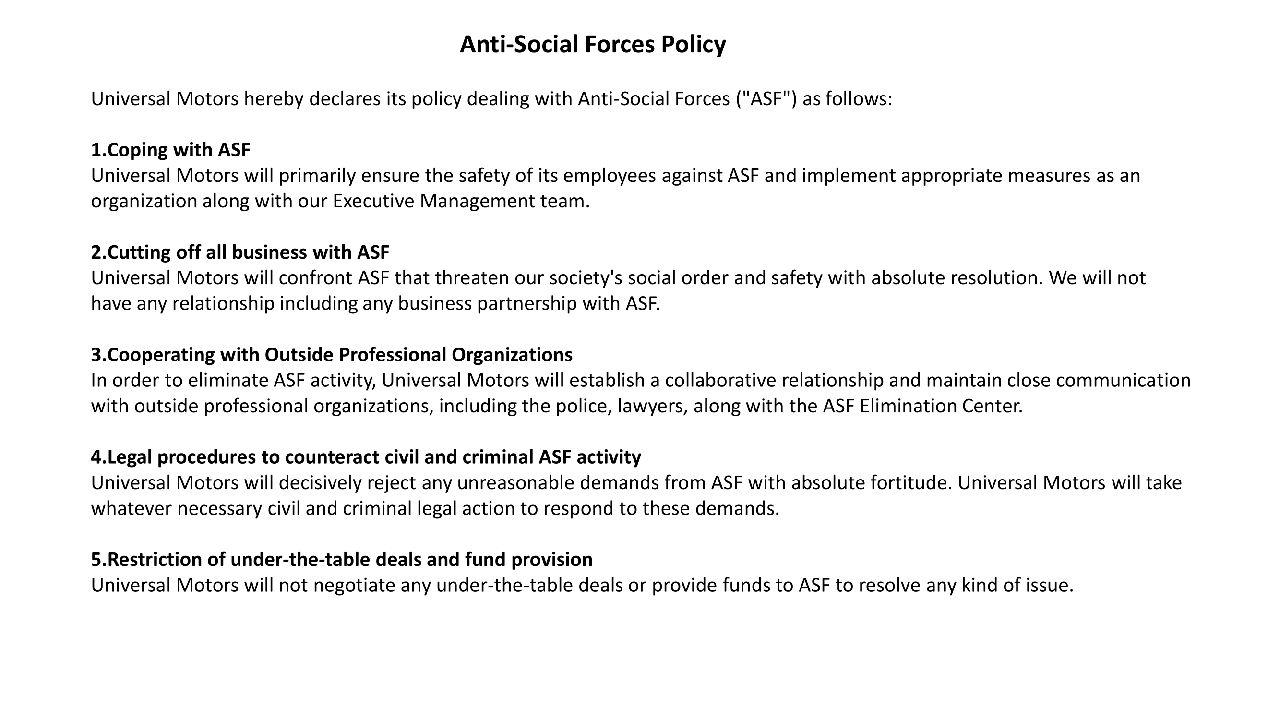 Anti-Social Forces Policy
Universal Motors hereby declares its policy dealing with Anti-Social Forces ("ASF") as follows:
1.Coping with ASF
Universal Motors will primarily ensure the safety of its employees against ASF and implement appropriate measures as an
organization along with our Executive Management team.
2.Cutting off all business with ASF
Universal Motors will confront ASF that threaten our society's social order and safety with absolute resolution. We will not
have any relationship including any business partnership with ASF.
3.Cooperating with Outside Professional Organizations
In order to eliminate ASF activity, Universal Motors will establish a collaborative relationship and maintain close communication
with outside professional organizations, including the police, lawyers, along with the ASF Elimination Center.
4.Legal procedures to counteract civil and criminal ASF activity
Universal Motors will decisively reject any unreasonable demands from ASF with absolute fortitude. Universal Motors will take
whatever necessary civil and criminal legal action to respond to these demands.
5.Restriction of under-the-table deals and fund provision
Universal Motors will not negotiate any under-the-table deals or provide funds to ASF to resolve any kind of issue.